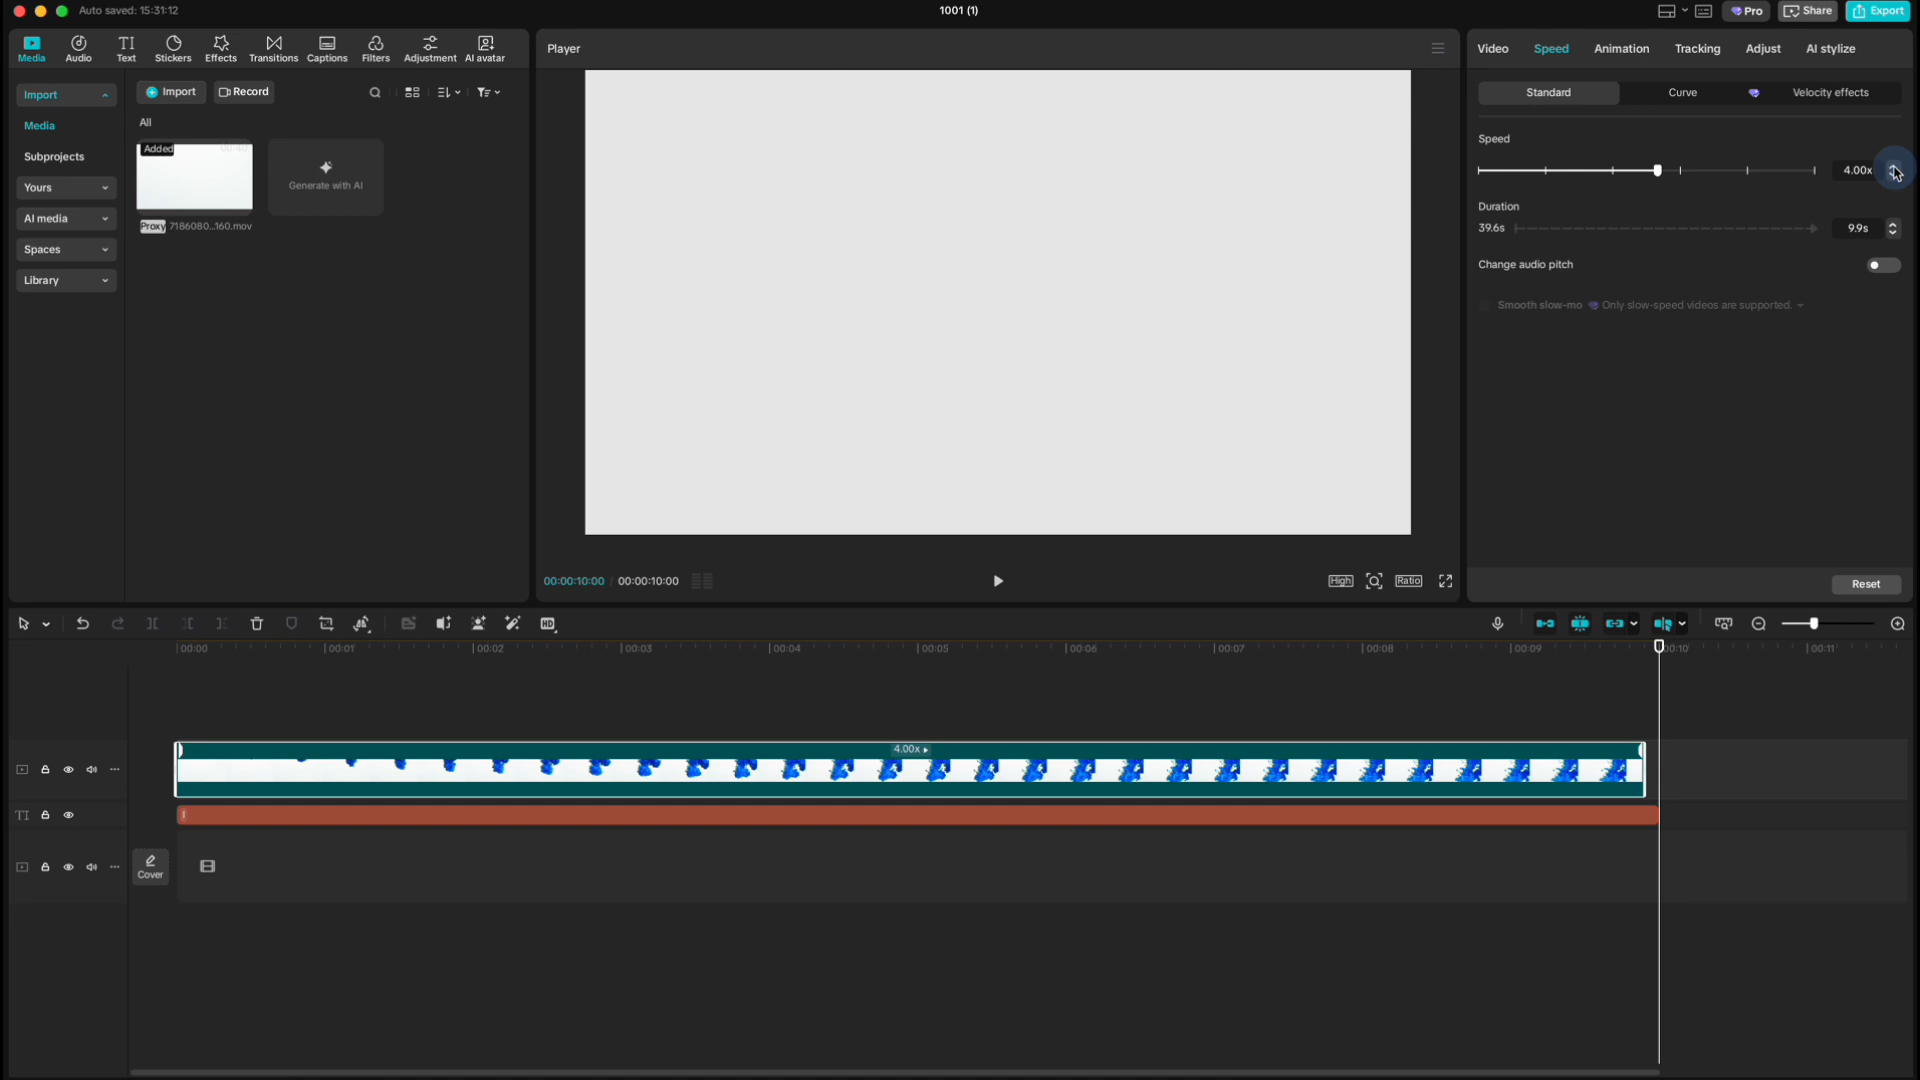 Auto saved: 15:31:12
1001 (1)
Pro
Share
Export
Media
Audio
Text
Stickers
Effects
Transitions
Captions
Filters
Adjustment
AI avatar
Import
Media
Subprojects
Yours
AI media
Spaces
Library
Import
Record
All
Added
00:40
Generate with AI
Proxy
7186080...160.mov
Player
00:00:10:00 / 00:00:10:00
High
Ratio
Video
Speed
Animation
Tracking
Adjust
AI stylize
Standard
Curve
Velocity effects
Speed
4.00x
Duration
39.6s
9.9s
Change audio pitch
Smooth slow-mo
Only slow-speed videos are supported.
Reset
HD
00:00
00:01
00:02
00:03
00:04
00:05
00:06
00:07
00:08
00:09
00:10
00:11
4.00x
TI
Cover